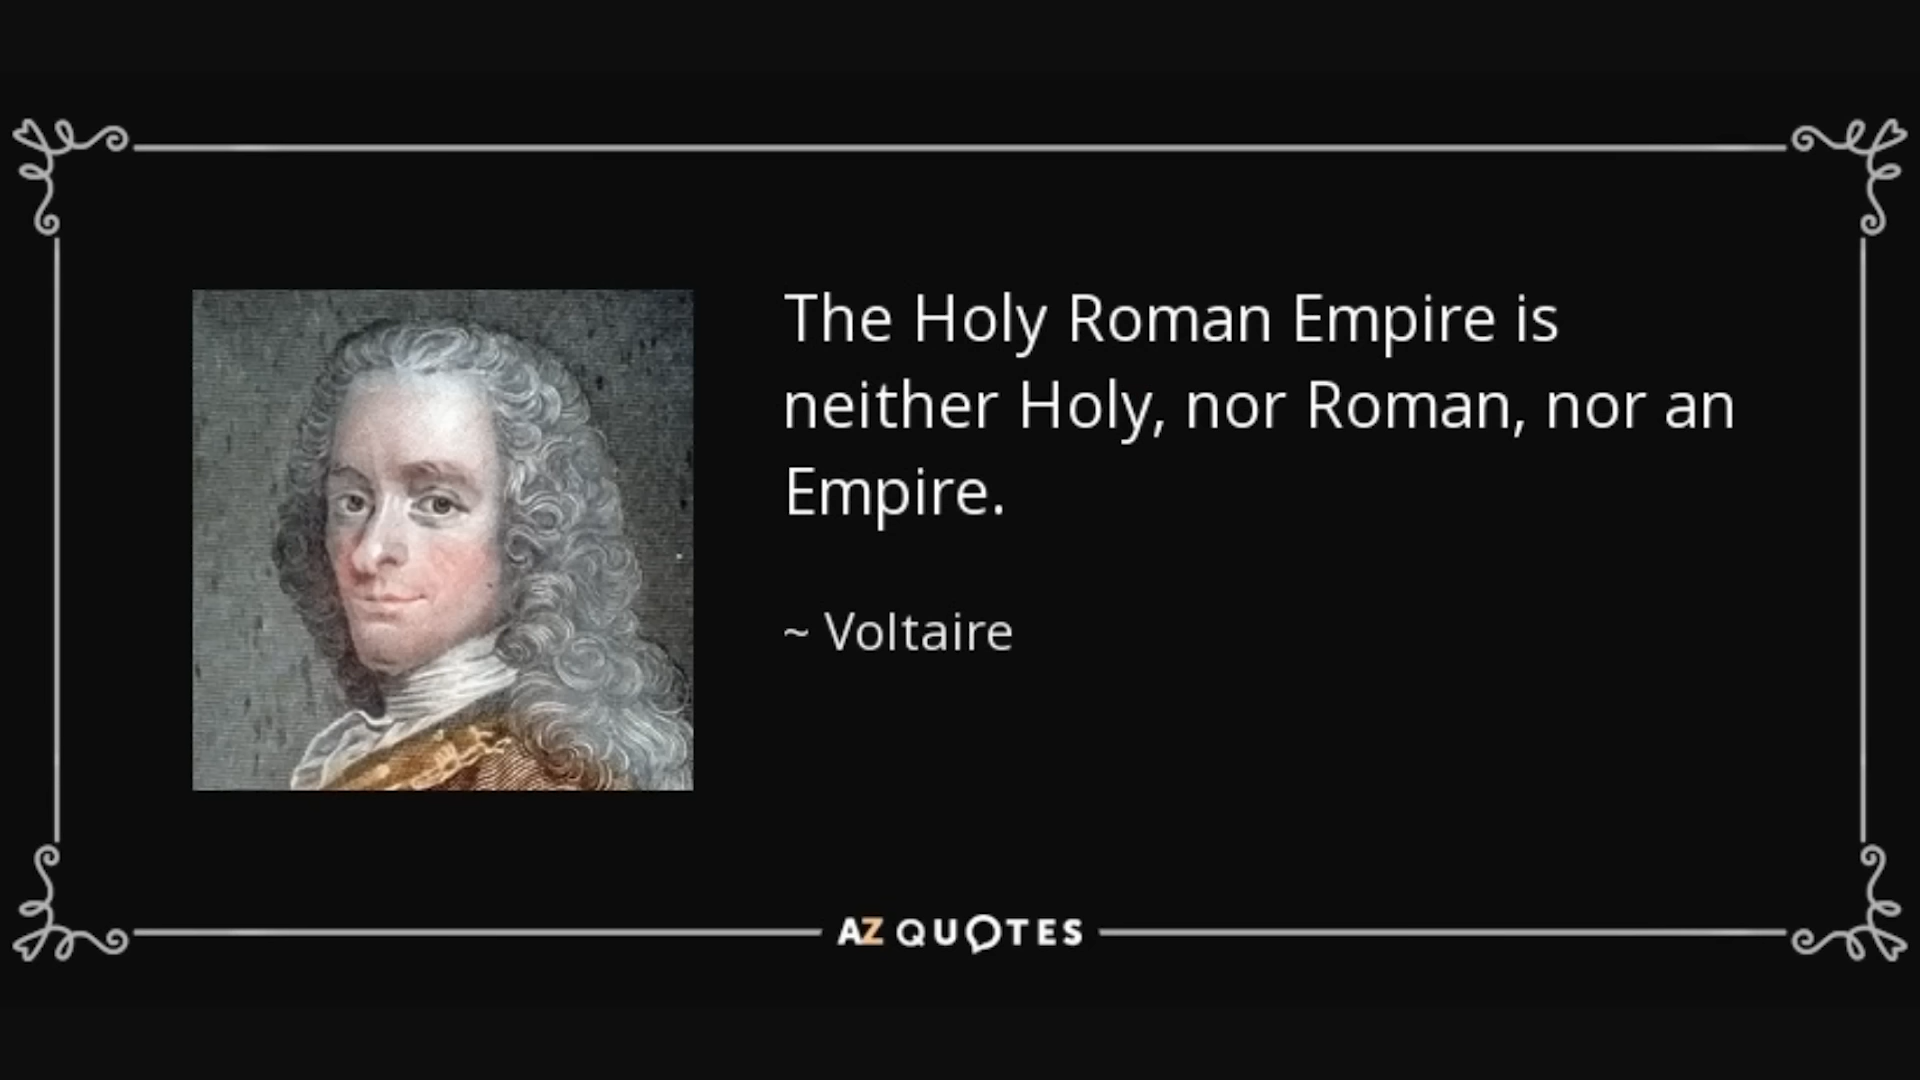 The Holy Roman Empire is
neither Holy, nor Roman, nor an
Empire.
~ Voltaire
AZ QUOTES